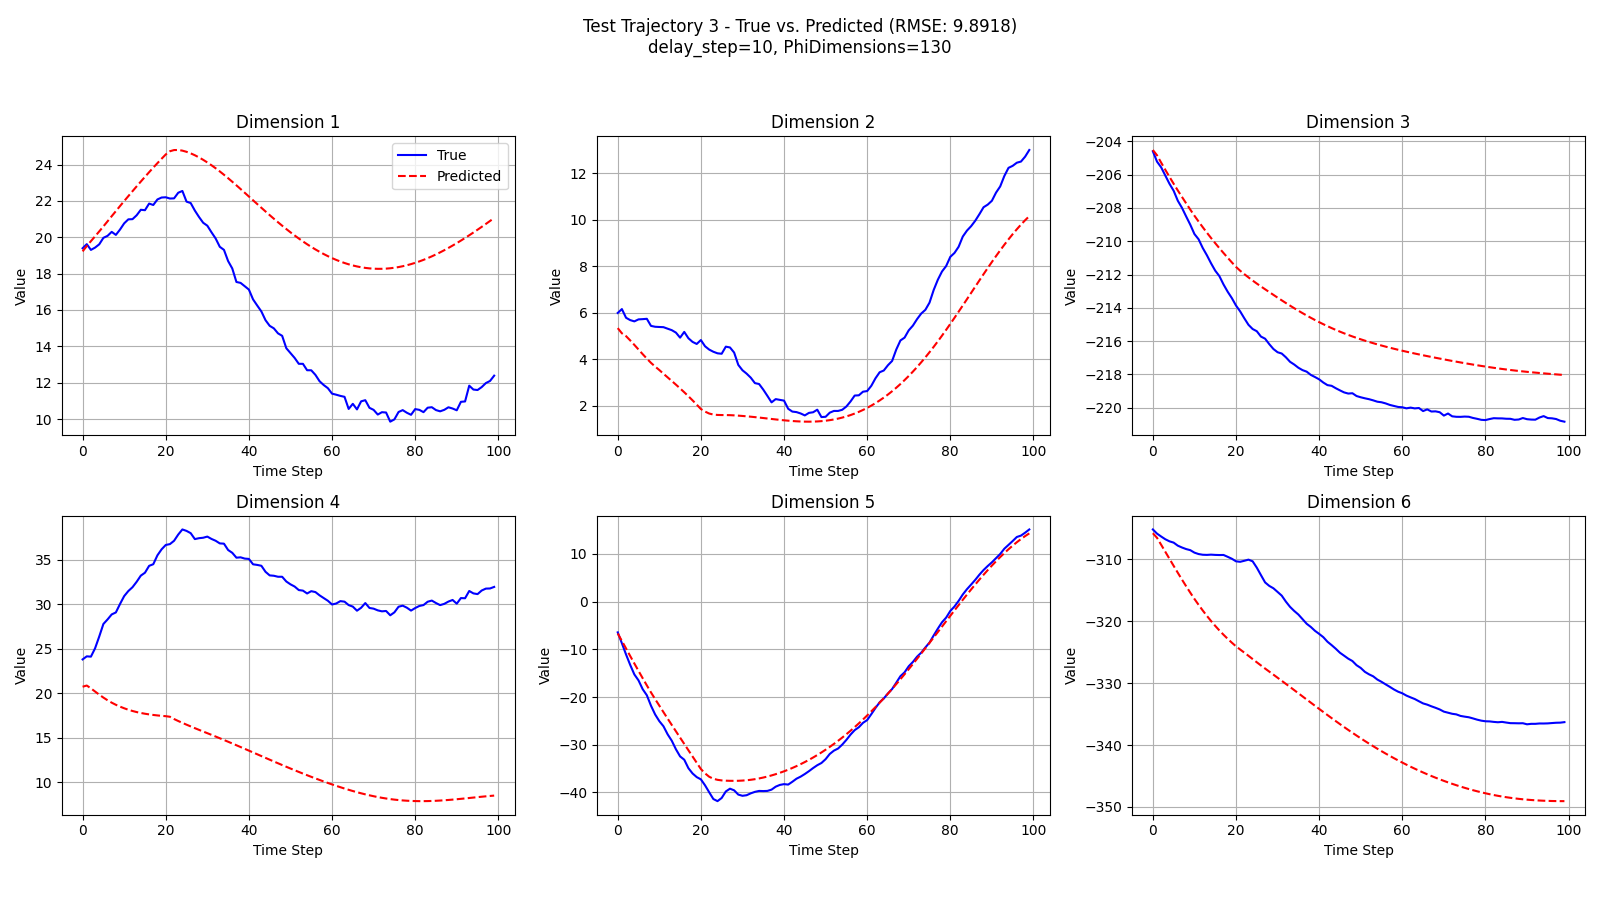 Test Trajectory 3 - True vs. Predicted (RMSE: 9.8918)
delay_step=10, PhiDimensions=130
Dimension 1
Value
24
22
20
18
16
14
12
10
0 20 40 60 80 100
Time Step
True
Predicted
Dimension 2
Value
12
10
8
6
4
2
0 20 40 60 80 100
Time Step
Dimension 3
Value
−204
−206
−208
−210
−212
−214
−216
−218
−220
0 20 40 60 80 100
Time Step
Dimension 4
Value
35
30
25
20
15
10
0 20 40 60 80 100
Time Step
Dimension 5
Value
10
0
−10
−20
−30
−40
0 20 40 60 80 100
Time Step
Dimension 6
Value
−310
−320
−330
−340
−350
0 20 40 60 80 100
Time Step